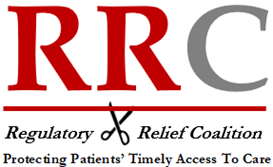 RRC
Regulatory Relief Coalition
Protecting Patients' Timely Access To Care